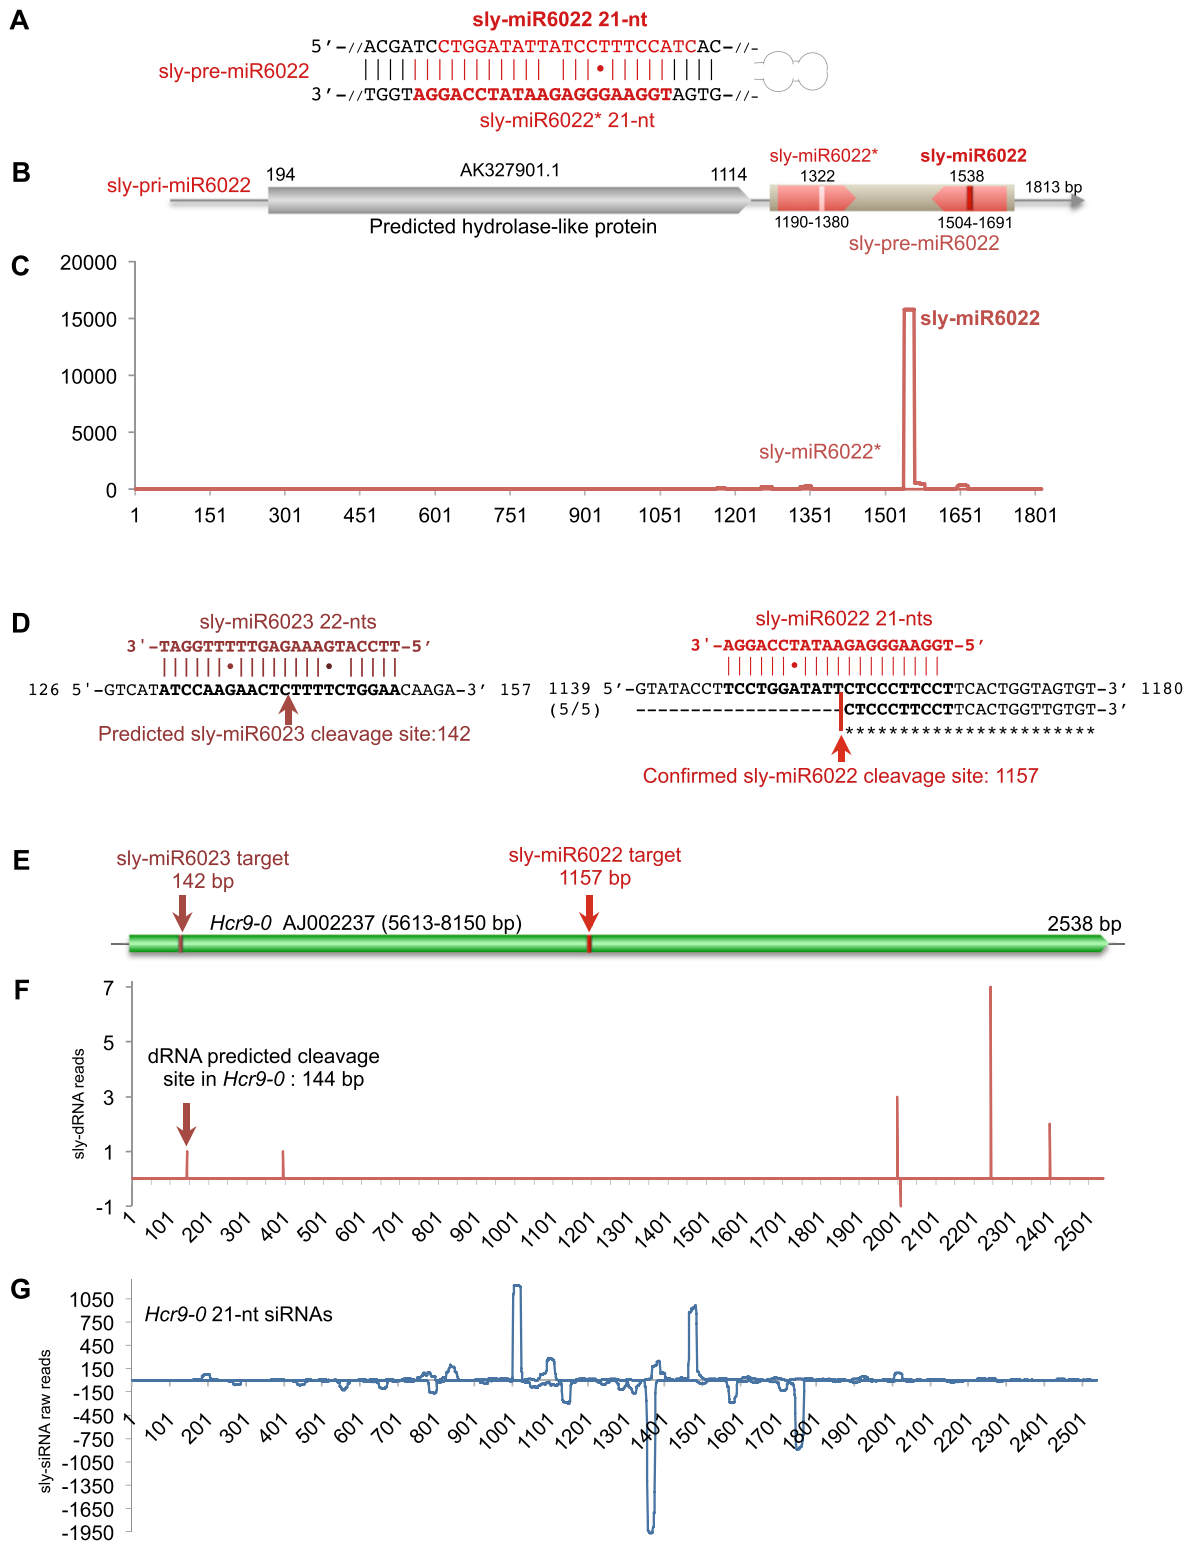 A
sly-miR6022 21-nt
5′-//ACGATCCTGGATATTATCCTTTCCATCAC-//-
sly-pre-miR6022
3′-//TGGTAGGACCTATAAGAGGGAAGGTAGTG-//-
sly-miR6022* 21-nt
B
sly-pri-miR6022
194
AK327901.1
1114
sly-miR6022*
sly-miR6022
1322
1538
1813 bp
Predicted hydrolase-like protein
1190-1380
1504-1691
sly-pre-miR6022
C
20000
15000
10000
5000
0
sly-miR6022
sly-miR6022*
1 151 301 451 601 751 901 1051 1201 1351 1501 1651 1801
D
sly-miR6023 22-nts
3'-TAGGTTTTTGAGAAAGTACCTT-5′
126 5'-GTCATATCCAAGAACTCTTTTCTGGAACAAGA-3′ 157
Predicted sly-miR6023 cleavage site:142
sly-miR6022 21-nts
3'-AGGACCTATAAGAGGGAAGGT-5′
1139 5′-GTATACCTTCCTGGATATTCTCCCTTCCTTCACTGGTAGTGT-3′ 1180
(5/5) -------------------CTCCCTTCCTTCACTGGTTGTGT-3′
***********************
Confirmed sly-miR6022 cleavage site: 1157
E
sly-miR6023 target
142 bp
sly-miR6022 target
1157 bp
Hcr9-0 AJ002237 (5613-8150 bp)
2538 bp
F
sly-dRNA reads
7
5
3
1
-1
dRNA predicted cleavage
site in Hcr9-0 : 144 bp
1 101 201 301 401 501 601 701 801 901 1001 1101 1201 1301 1401 1501 1601 1701 1801 1901 2001 2101 2201 2301 2401 2501
G
sly-siRNA raw reads
Hcr9-0 21-nt siRNAs
1050
750
450
150
-150
-450
-750
-1050
-1350
-1650
-1950
1 101 201 301 401 501 601 701 801 901 1001 1101 1201 1301 1401 1501 1601 1701 1801 1901 2001 2101 2201 2301 2401 2501